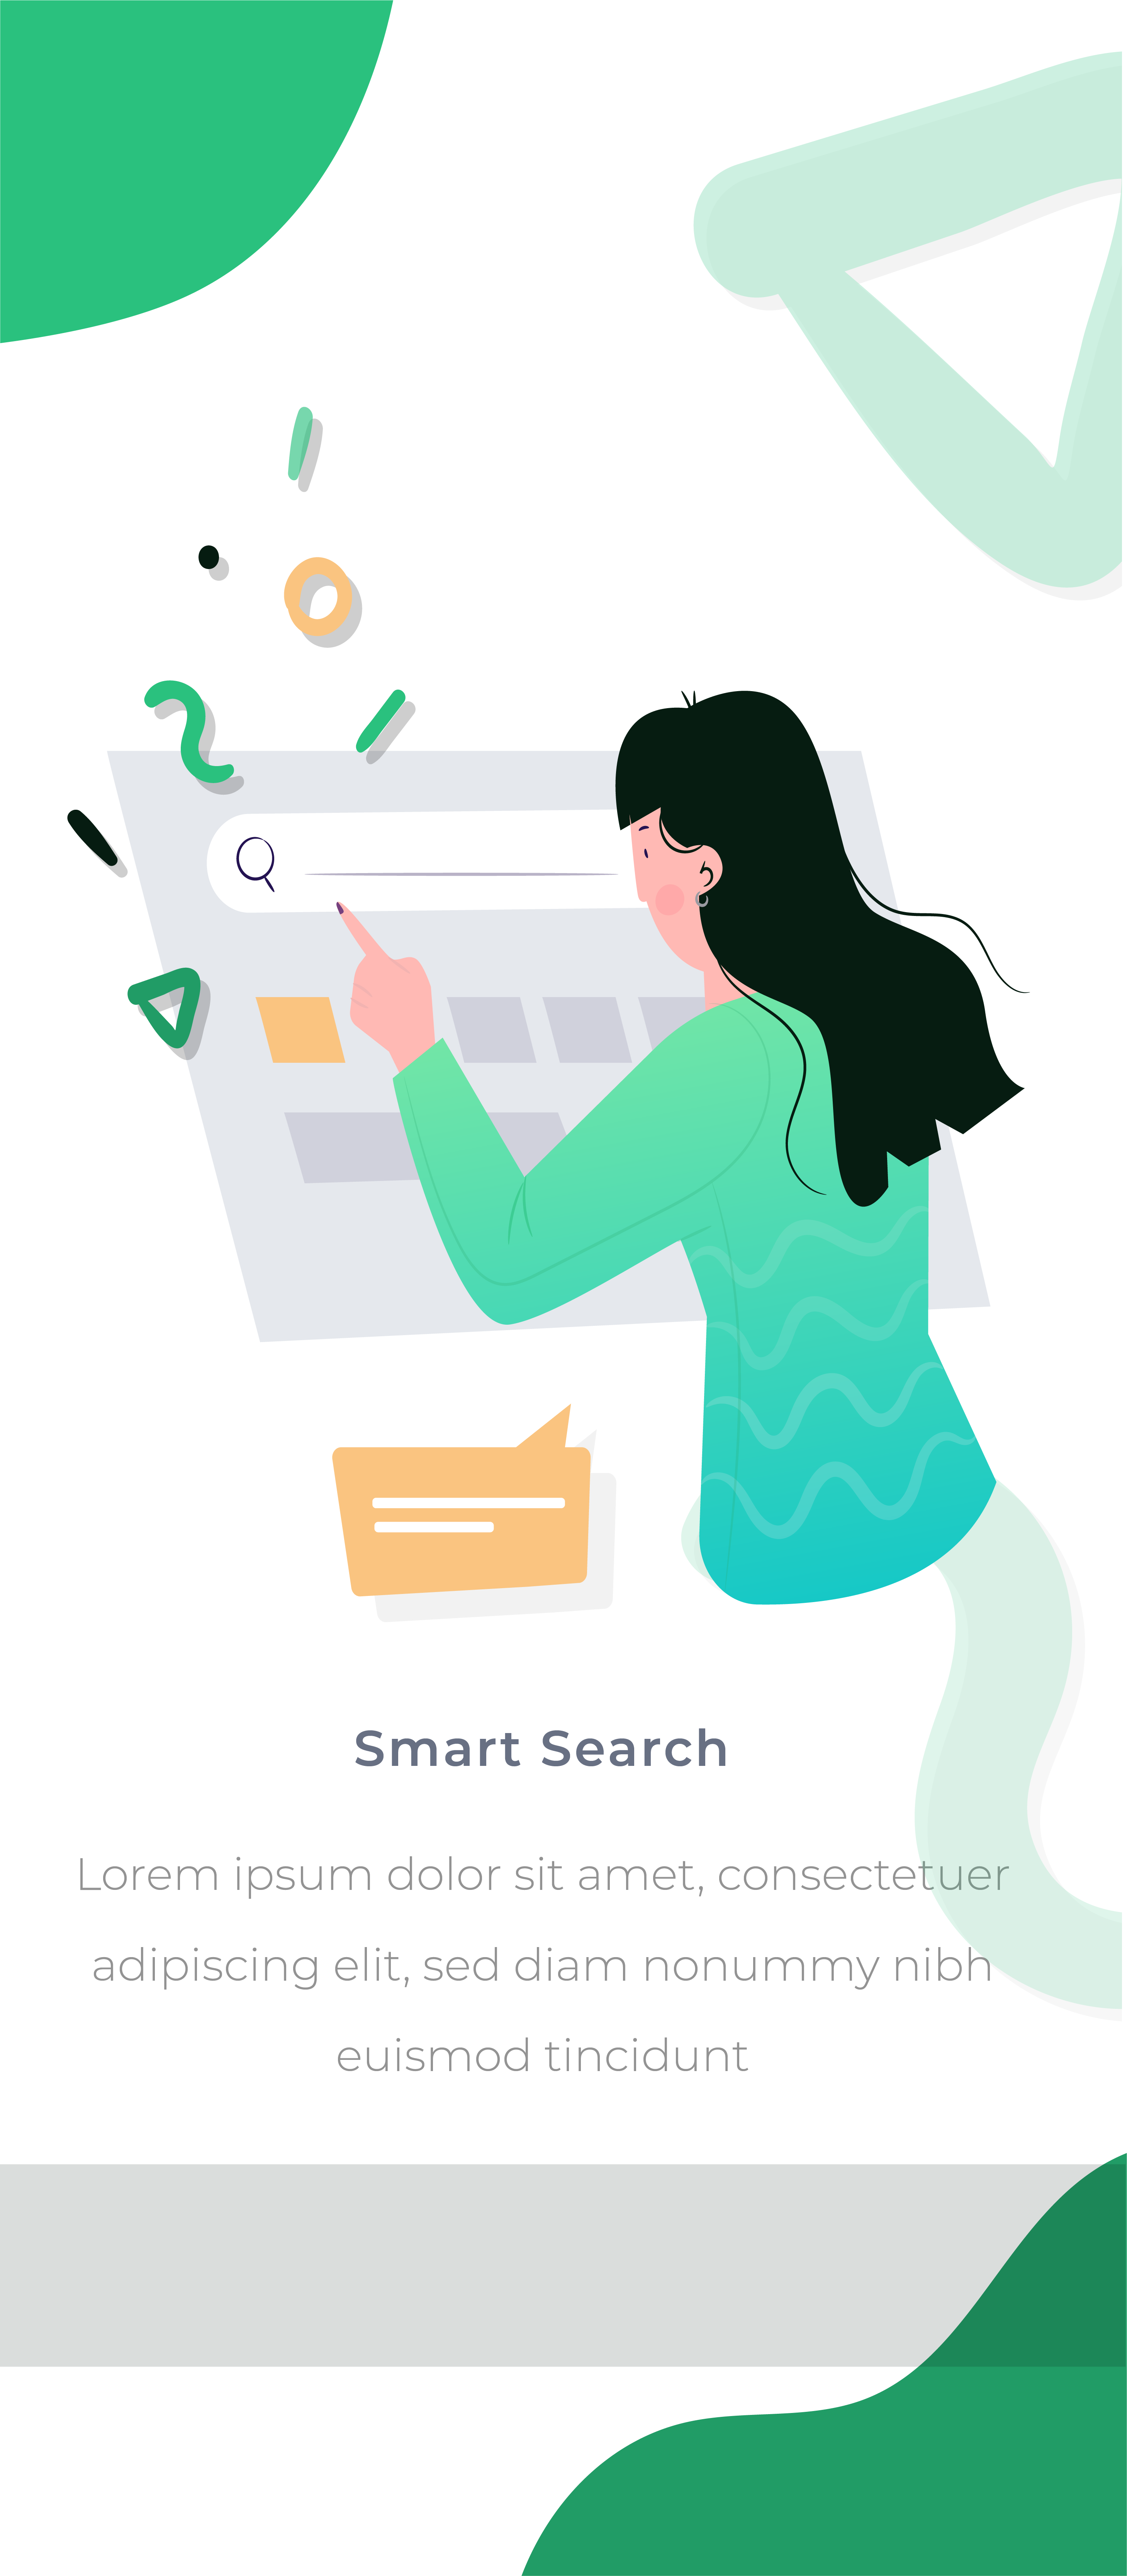 Smart Search
Lorem ipsum dolor sit amet, consectetuer
adipiscing elit, sed diam nonummy nibh
euismod tincidunt